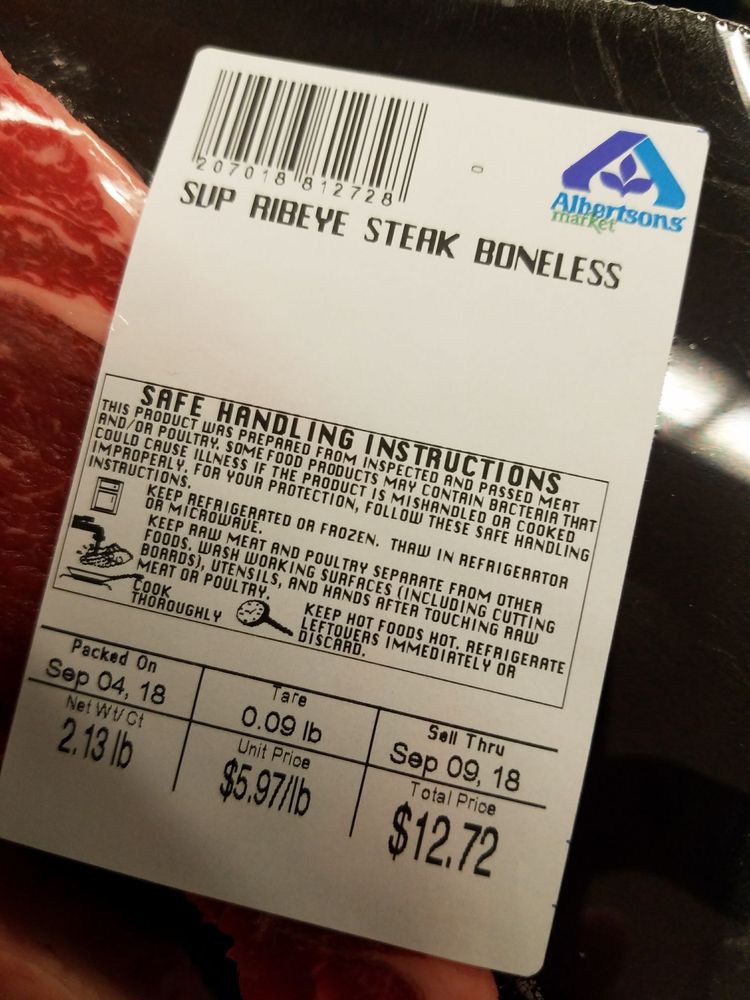 207018 812728
Albertsons
market
SUP RIBEYE STEAK BONELESS
SAFE HANDLING INSTRUCTIONS
THIS PRODUCT WAS PREPARED FROM INSPECTED AND PASSED MEAT
AND/OR POULTRY. SOME FOOD PRODUCTS MAY CONTAIN BACTERIA THAT
COULD CAUSE ILLNESS IF THE PRODUCT IS MISHANDLED OR COOKED
IMPROPERLY. FOR YOUR PROTECTION, FOLLOW THESE SAFE HANDLING
INSTRUCTIONS.
KEEP REFRIGERATED OR FROZEN. THAW IN REFRIGERATOR
OR MICROWAVE.
KEEP RAW MEAT AND POULTRY SEPARATE FROM OTHER
FOODS. WASH WORKING SURFACES (INCLUDING CUTTING
BOARDS), UTENSILS, AND HANDS AFTER TOUCHING RAW
MEAT OR POULTRY.
COOK
THOROUGHLY
KEEP HOT FOODS HOT. REFRIGERATE
LEFTOVERS IMMEDIATELY OR
DISCARD.
Packed On
Sep 04, 18
Tare
0.09 lb
Sell Thru
Sep 09, 18
Net Wt/Ct
2.13 lb
Unit Price
$5.97/lb
Total Price
$12.72